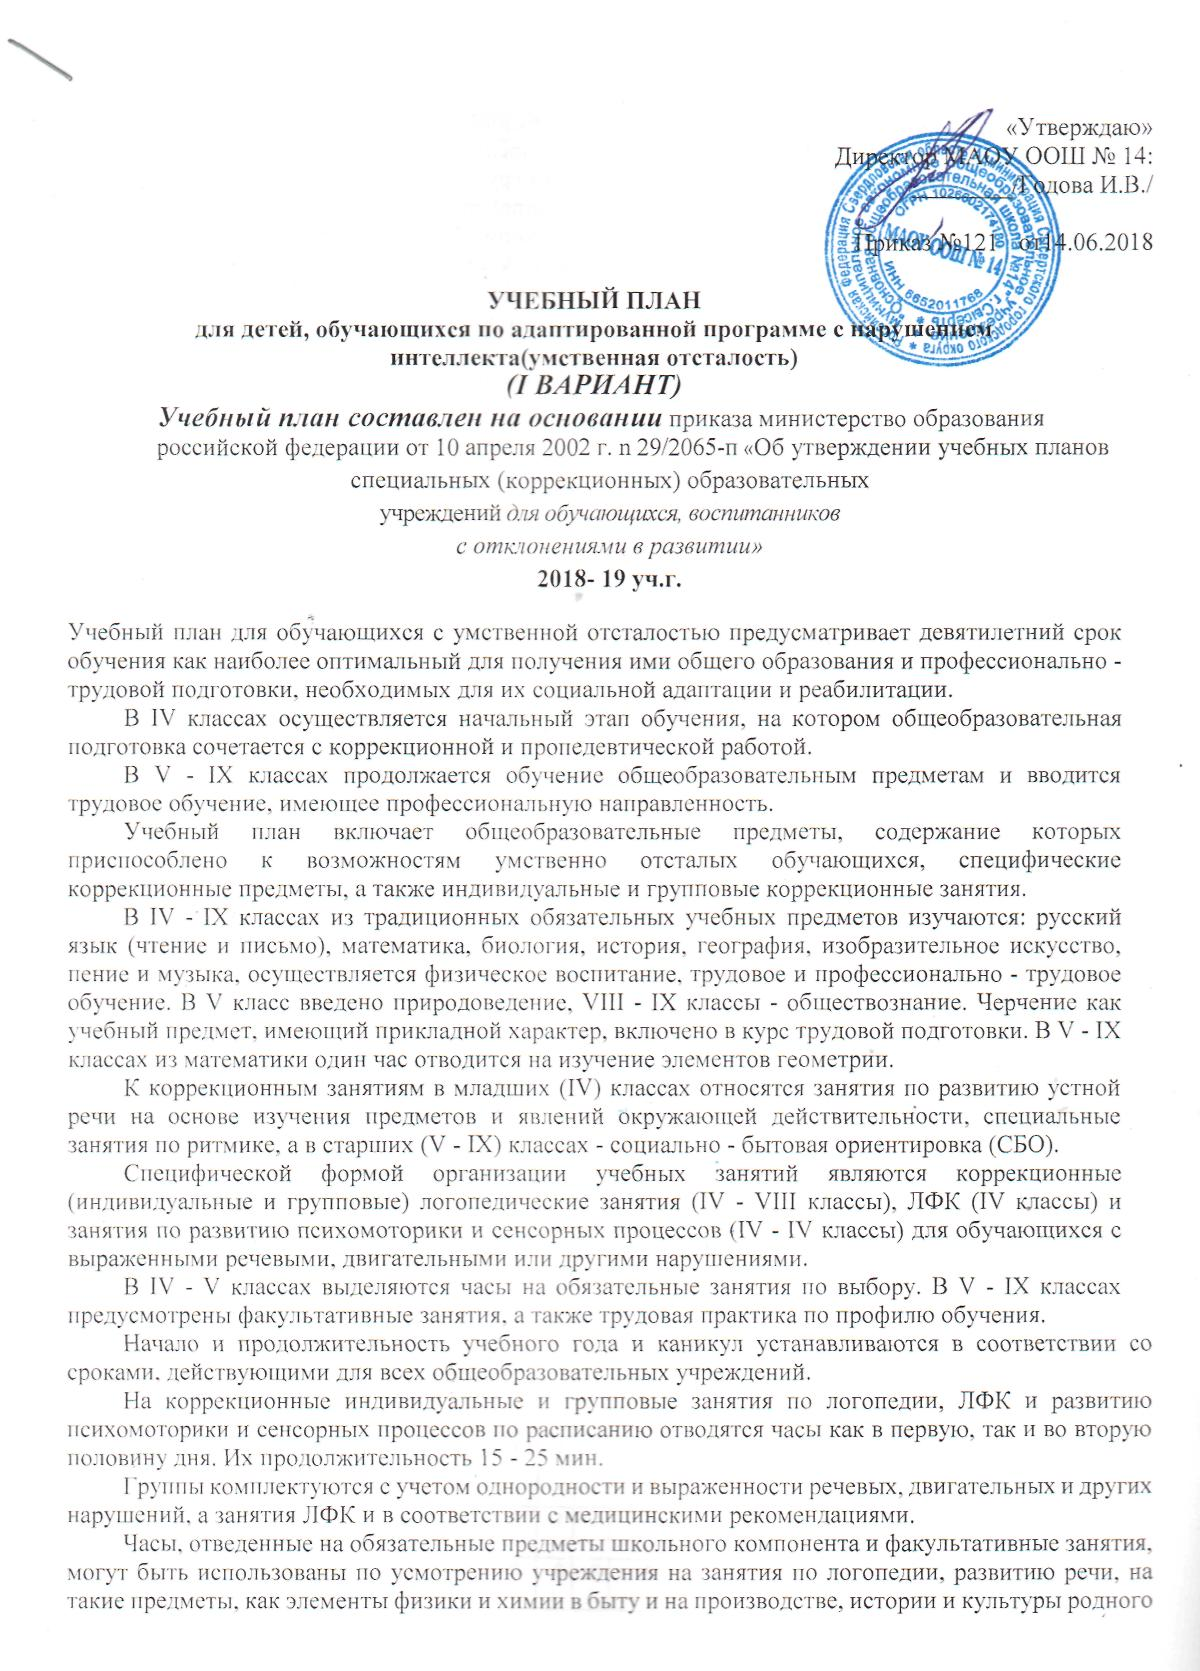 «Утверждаю»
Директор МАОУ ООШ № 14:
/Годова И.В./
Приказ №121 от14.06.2018
МАОУ ООШ № 14
ОГРН 1026602174180
ИНН 6652011768
УЧЕБНЫЙ ПЛАН
для детей, обучающихся по адаптированной программе с нарушением
интеллекта(умственная отсталость)
(I ВАРИАНТ)
Учебный план составлен на основании приказа министерство образования
российской федерации от 10 апреля 2002 г. n 29/2065-п «Об утверждении учебных планов
специальных (коррекционных) образовательных
учреждений для обучающихся, воспитанников
с отклонениями в развитии»
2018- 19 уч.г.
Учебный план для обучающихся с умственной отсталостью предусматривает девятилетний срок
обучения как наиболее оптимальный для получения ими общего образования и профессионально -
трудовой подготовки, необходимых для их социальной адаптации и реабилитации.
В IV классах осуществляется начальный этап обучения, на котором общеобразовательная
подготовка сочетается с коррекционной и пропедевтической работой.
В V - IX классах продолжается обучение общеобразовательным предметам и вводится
трудовое обучение, имеющее профессиональную направленность.
Учебный план включает общеобразовательные предметы, содержание которых
приспособлено к возможностям умственно отсталых обучающихся, специфические
коррекционные предметы, а также индивидуальные и групповые коррекционные занятия.
В IV - IX классах из традиционных обязательных учебных предметов изучаются: русский
язык (чтение и письмо), математика, биология, история, география, изобразительное искусство,
пение и музыка, осуществляется физическое воспитание, трудовое и профессионально - трудовое
обучение. В V класс введено природоведение, VIII - IX классы - обществознание. Черчение как
учебный предмет, имеющий прикладной характер, включено в курс трудовой подготовки. В V - IX
классах из математики один час отводится на изучение элементов геометрии.
К коррекционным занятиям в младших (IV) классах относятся занятия по развитию устной
речи на основе изучения предметов и явлений окружающей действительности, специальные
занятия по ритмике, а в старших (V - IX) классах - социально - бытовая ориентировка (СБО).
Специфической формой организации учебных занятий являются коррекционные
(индивидуальные и групповые) логопедические занятия (IV - VIII классы), ЛФК (IV классы) и
занятия по развитию психомоторики и сенсорных процессов (IV - IV классы) для обучающихся с
выраженными речевыми, двигательными или другими нарушениями.
В IV - V классах выделяются часы на обязательные занятия по выбору. В V - IX классах
предусмотрены факультативные занятия, а также трудовая практика по профилю обучения.
Начало и продолжительность учебного года и каникул устанавливаются в соответствии со
сроками, действующими для всех общеобразовательных учреждений.
На коррекционные индивидуальные и групповые занятия по логопедии, ЛФК и развитию
психомоторики и сенсорных процессов по расписанию отводятся часы как в первую, так и во вторую
половину дня. Их продолжительность 15 - 25 мин.
Группы комплектуются с учетом однородности и выраженности речевых, двигательных и других
нарушений, а занятия ЛФК и в соответствии с медицинскими рекомендациями.
Часы, отведенные на обязательные предметы школьного компонента и факультативные занятия,
могут быть использованы по усмотрению учреждения на занятия по логопедии, развитию речи, на
такие предметы, как элементы физики и химии в быту и на производстве, истории и культуры родного